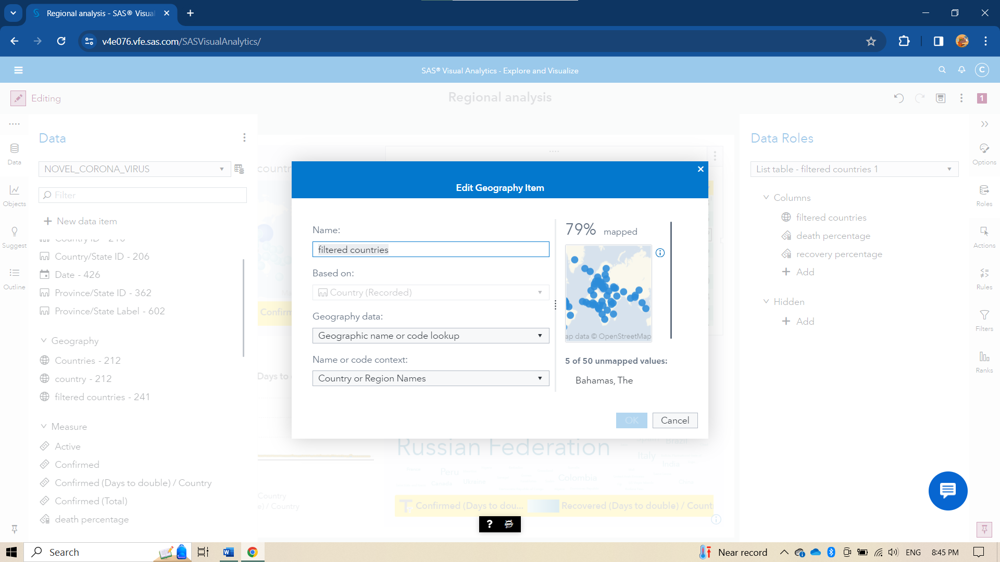 Regional analysis - SAS® Visua
v4e076.vfe.sas.com/SASVisualAnalytics/
SAS® Visual Analytics - Explore and Visualize
C
Editing
Regional analysis
1
Data
Data
Objects
Suggest
Outline
NOVEL_CORONA_VIRUS
Filter
New data item
Country ID - 216
Country/State ID - 206
Date - 426
Province/State ID - 362
Province/State Label - 602
Geography
Countries - 212
country - 212
filtered countries - 241
Measure
Active
Confirmed
Confirmed (Days to double) / Country
Confirmed (Total)
death percentage
countr
Confirm
Days to
Country
e) / Country
Edit Geography Item
Name:
filtered countries
Based on:
Country (Recorded)
Geography data:
Geographic name or code lookup
Name or code context:
Country or Region Names
79% mapped
ap data © OpenStreetMap
5 of 50 unmapped values:
Bahamas, The
OK
Cancel
Russian Federation
Brazil
Italy
India
Peru
Colombia
Canada
Ukraine
Confirmed (Days to dou...
Recovered (Days to double) / Count
?
Data Roles
List table - filtered countries 1
Columns
filtered countries
death percentage
recovery percentage
Add
Hidden
Add
Options
Roles
Actions
Rules
Filters
Ranks
Search
Near record
ENG
8:45 PM